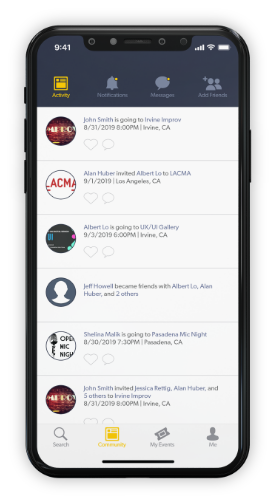 9:41
Activity Notifications Messages Add Friends
John Smith is going to Irvine Improv
8/31/2019 8:00PM | Irvine, CA
IMPROV
Alan Huber invited Albert Lo to LACMA
9/1/2019 | Los Angeles, CA
LACMA
Albert Lo is going to UX/UI Gallery
9/3/2019 6:00PM | Irvine, CA
UI
Jeff Howell became friends with Albert Lo, Alan
Huber, and 2 others
Shelina Malik is going to Pasadena Mic Night
8/30/2019 7:30PM | Pasadena, CA
OPEN
MIC
NIGH
John Smith invited Jessica Rettig, Alan Huber, and
5 others to Irvine Improv
8/31/2019 8:00PM | Irvine, CA
IMPROV
Search Community My Events Me